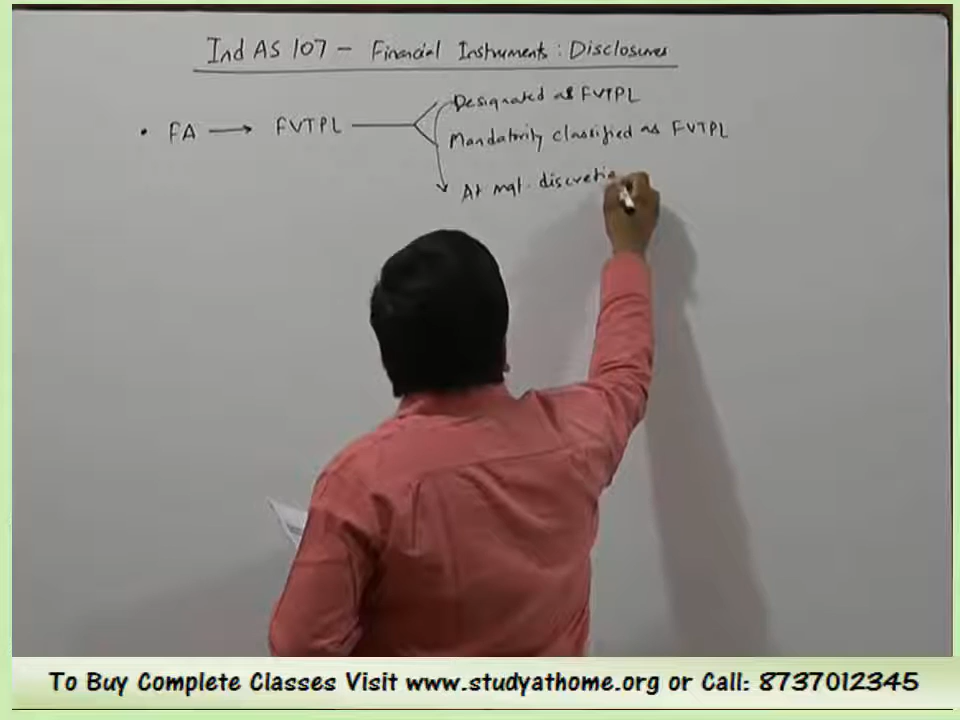 Ind AS 107 - Financial Instruments: Disclosures
• FA → FVTPL
Designated as FVTPL
Mandatorily classified as FVTPL
At mgt. discretio
To Buy Complete Classes Visit www.studyathome.org or Call: 8737012345